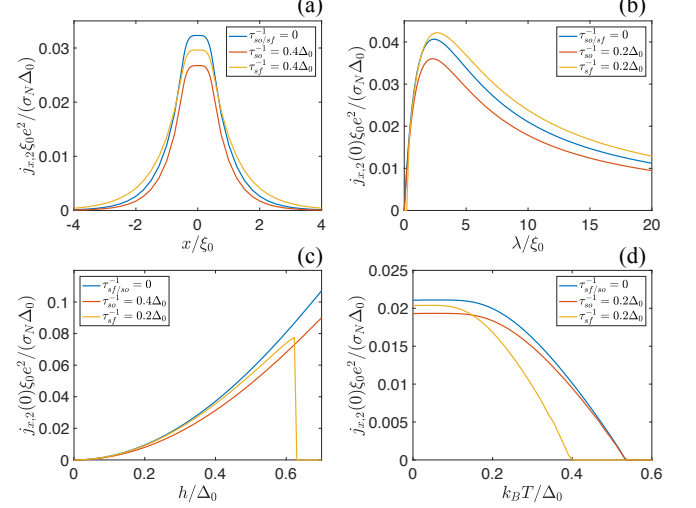 (a)
j_{x,2}ξ_0e^2/(σ_NΔ_0)
0.03
0.02
0.01
0
τ_{so/sf}^{-1} = 0
τ_{so}^{-1} = 0.4Δ_0
τ_{sf}^{-1} = 0.4Δ_0
-4 -2 0 2 4
x/ξ_0
(b)
j_{x,2}(0)ξ_0e^2/(σ_NΔ_0)
0.04
0.03
0.02
0.01
0
τ_{so/sf}^{-1} = 0
τ_{so}^{-1} = 0.2Δ_0
τ_{sf}^{-1} = 0.2Δ_0
0 5 10 15 20
λ/ξ_0
(c)
j_{x,2}(0)ξ_0e^2/(σ_NΔ_0)
0.1
0.08
0.06
0.04
0.02
0
τ_{sf/so}^{-1} = 0
τ_{so}^{-1} = 0.4Δ_0
τ_{sf}^{-1} = 0.2Δ_0
0 0.2 0.4 0.6
h/Δ_0
(d)
j_{x,2}(0)ξ_0e^2/(σ_NΔ_0)
0.025
0.02
0.015
0.01
0.005
0
τ_{sf/so}^{-1} = 0
τ_{so}^{-1} = 0.2Δ_0
τ_{sf}^{-1} = 0.2Δ_0
0 0.2 0.4 0.6
k_BT/Δ_0